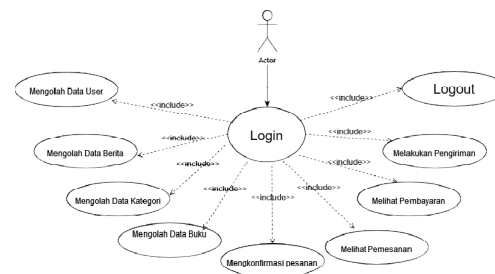 Actor
Mengolah Data User
<<include>>
<<include>>
Logout
Login
<<include>>
<<include>>
Mengolah Data Berita
Melakukan Pengiriman
<<include>>
<<include>>
<<include>>
<<include>>
<<include>>
Mengolah Data Kategori
Melihat Pembayaran
Mengolah Data Buku
Melihat Pemesanan
Mengkonfirmasi pesanan